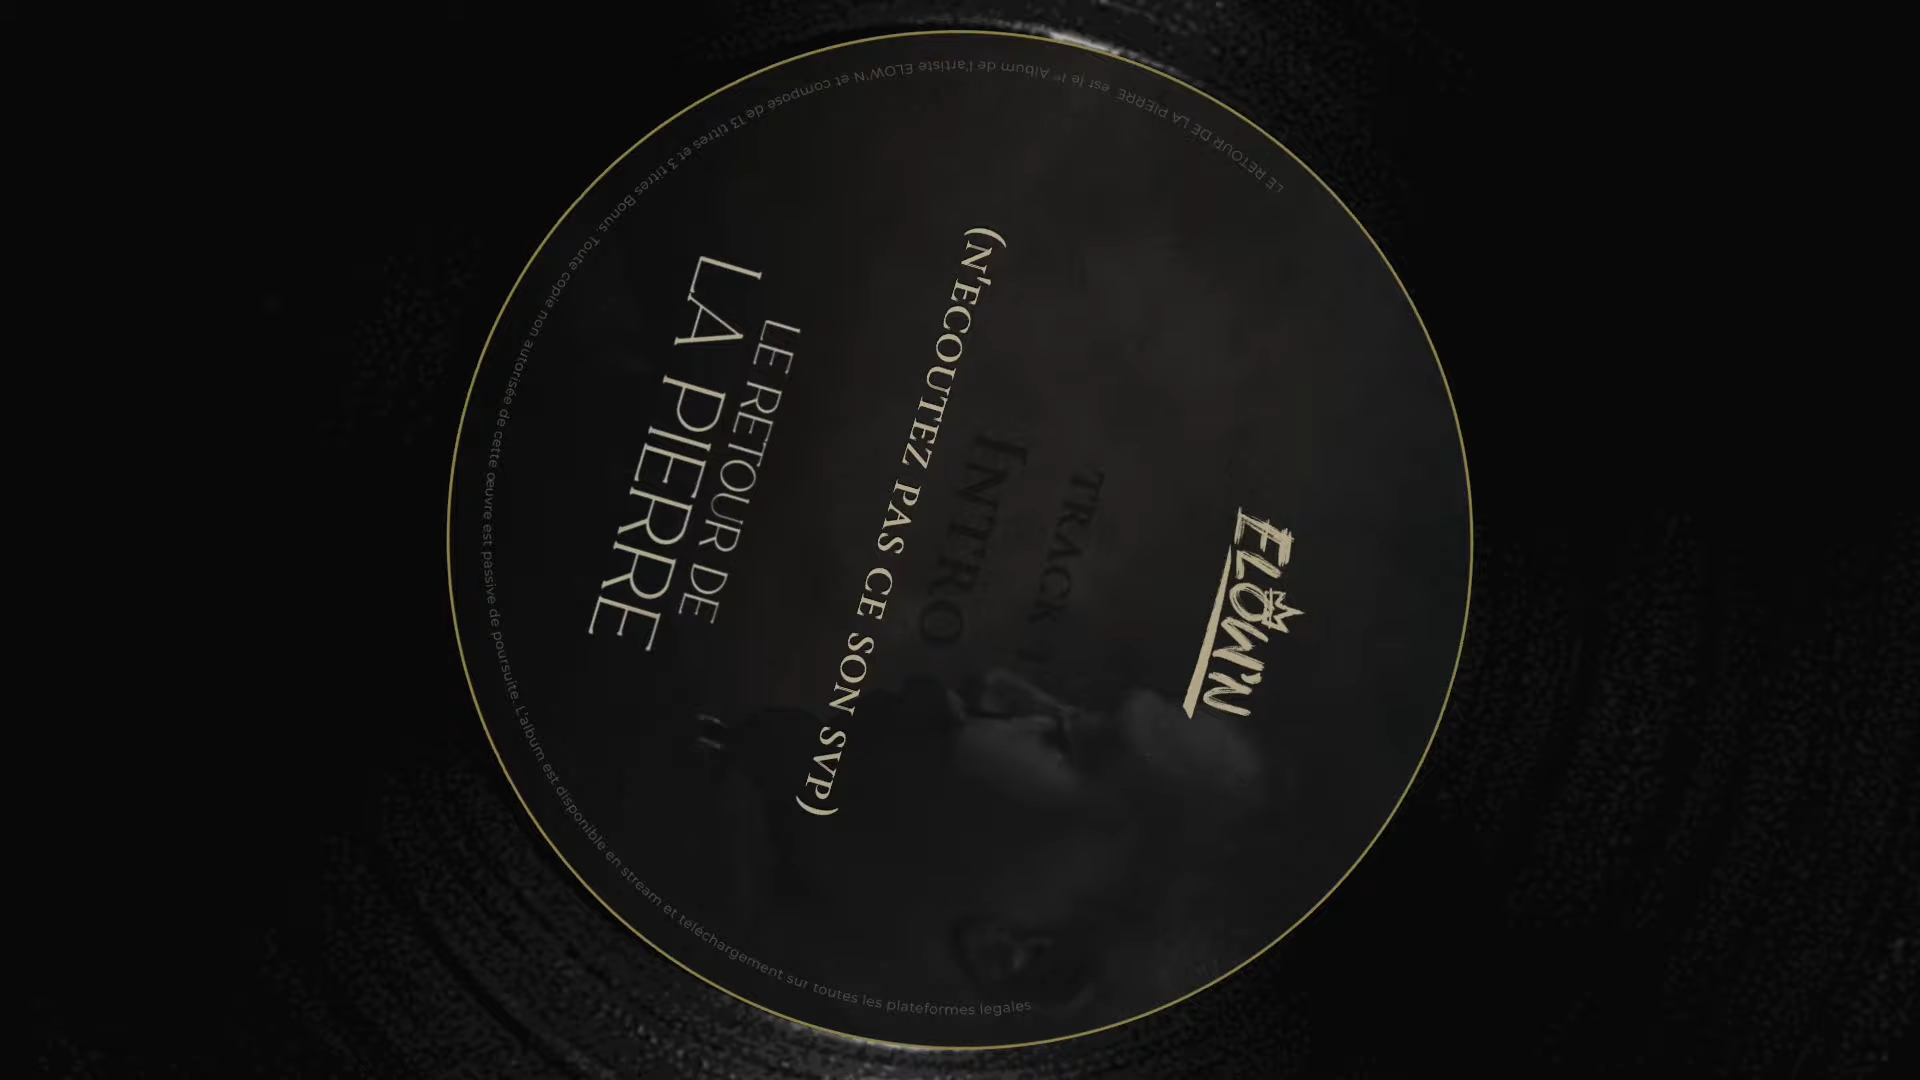 ELOW'N
TRACK 1
INTRO
(N'ECOUTEZ PAS CE SON SVP)
LE RETOUR DE
LA PIERRE
LE RETOUR DE LA PIERRE est le 1er Album de l'artiste ELOW'N et composé de 13 titres et 3 titres Bonus. Toute copie non autorisée de cette œuvre est passive de poursuite. L'album est disponible en stream et téléchargement sur toutes les plateformes legales